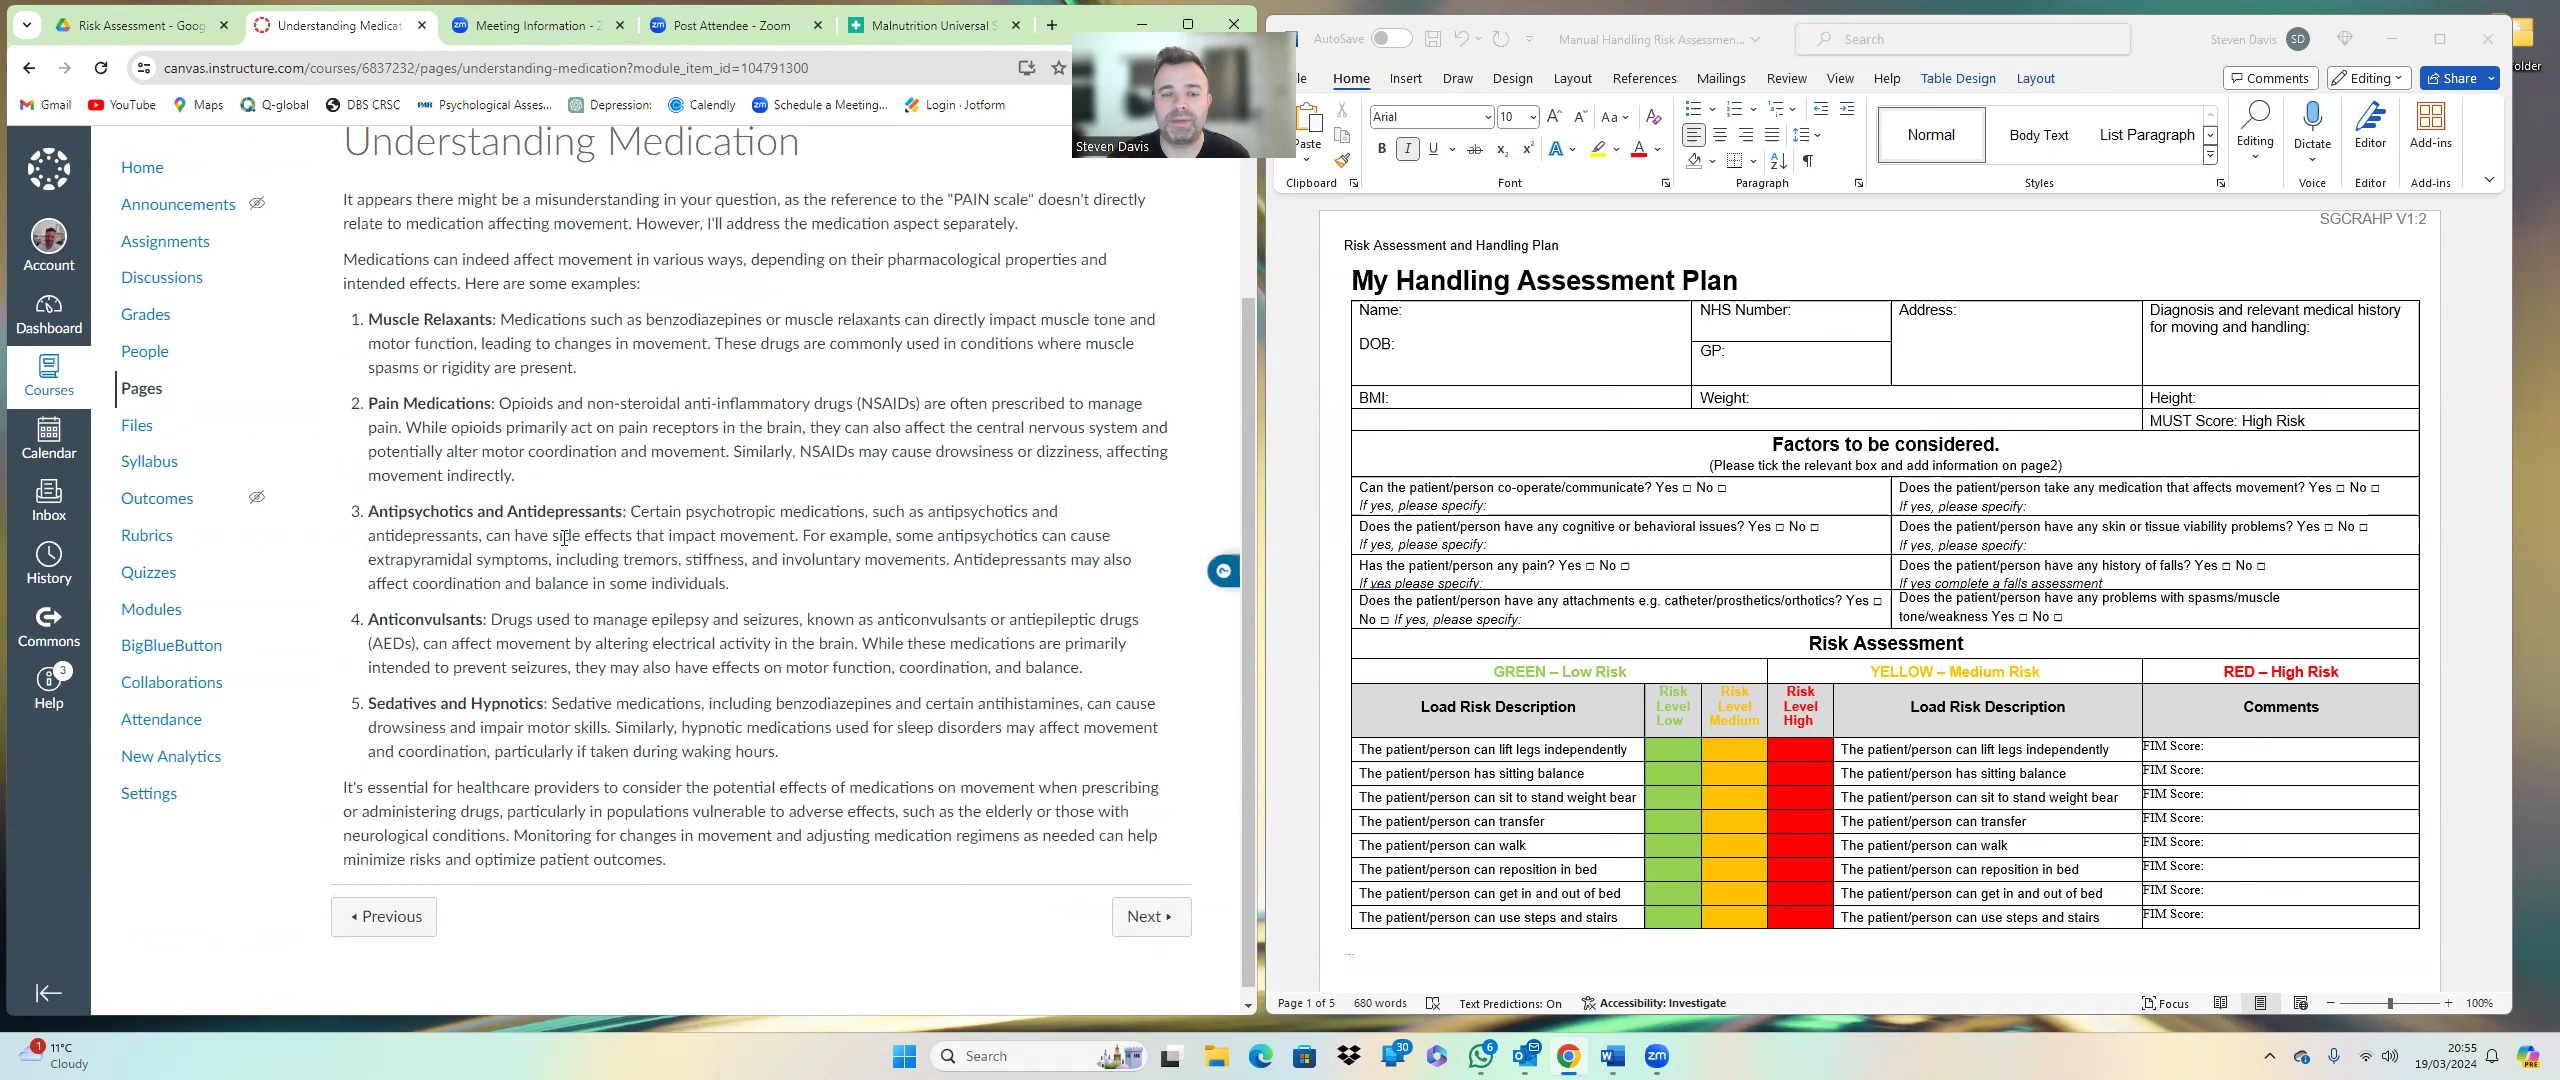 Risk Assessment - Goog
Understanding Medicat
Meeting Information - Z
Post Attendee - Zoom
Malnutrition Universal S
canvas.instructure.com/courses/6837232/pages/understanding-medication?module_item_id=104791300
Gmail
YouTube
Maps
Q-global
DBS CRSC
Psychological Asses...
Depression:
Calendly
Schedule a Meeting...
Login · Jotform
Steven Davis
Account
Dashboard
Courses
Calendar
Inbox
History
Commons
3
Help
Home
Announcements
Assignments
Discussions
Grades
People
Pages
Files
Syllabus
Outcomes
Rubrics
Quizzes
Modules
BigBlueButton
Collaborations
Attendance
New Analytics
Settings
Understanding Medication
It appears there might be a misunderstanding in your question, as the reference to the "PAIN scale" doesn't directly
relate to medication affecting movement. However, I'll address the medication aspect separately.
Medications can indeed affect movement in various ways, depending on their pharmacological properties and
intended effects. Here are some examples:
1. Muscle Relaxants: Medications such as benzodiazepines or muscle relaxants can directly impact muscle tone and
motor function, leading to changes in movement. These drugs are commonly used in conditions where muscle
spasms or rigidity are present.
2. Pain Medications: Opioids and non-steroidal anti-inflammatory drugs (NSAIDs) are often prescribed to manage
pain. While opioids primarily act on pain receptors in the brain, they can also affect the central nervous system and
potentially alter motor coordination and movement. Similarly, NSAIDs may cause drowsiness or dizziness, affecting
movement indirectly.
3. Antipsychotics and Antidepressants: Certain psychotropic medications, such as antipsychotics and
antidepressants, can have side effects that impact movement. For example, some antipsychotics can cause
extrapyramidal symptoms, including tremors, stiffness, and involuntary movements. Antidepressants may also
affect coordination and balance in some individuals.
4. Anticonvulsants: Drugs used to manage epilepsy and seizures, known as anticonvulsants or antiepileptic drugs
(AEDs), can affect movement by altering electrical activity in the brain. While these medications are primarily
intended to prevent seizures, they may also have effects on motor function, coordination, and balance.
5. Sedatives and Hypnotics: Sedative medications, including benzodiazepines and certain antihistamines, can cause
drowsiness and impair motor skills. Similarly, hypnotic medications used for sleep disorders may affect movement
and coordination, particularly if taken during waking hours.
It's essential for healthcare providers to consider the potential effects of medications on movement when prescribing
or administering drugs, particularly in populations vulnerable to adverse effects, such as the elderly or those with
neurological conditions. Monitoring for changes in movement and adjusting medication regimens as needed can help
minimize risks and optimize patient outcomes.
Previous
Next
AutoSave
Manual Handling Risk Assessmen...
Search
Steven Davis
SD
le
Home
Insert
Draw
Design
Layout
References
Mailings
Review
View
Help
Table Design
Layout
Comments
Editing
Share
Paste
Arial
10
Normal
Body Text
List Paragraph
Editing
Dictate
Editor
Add-ins
Clipboard
Font
Paragraph
Styles
Voice
Editor
Add-ins
older
SGCRAHP V1:2
Risk Assessment and Handling Plan
My Handling Assessment Plan
Name:
DOB:
NHS Number:
GP:
Address:
Diagnosis and relevant medical history
for moving and handling:
BMI:
Weight:
Height:
MUST Score: High Risk
Factors to be considered.
(Please tick the relevant box and add information on page2)
Can the patient/person co-operate/communicate? Yes □ No □
If yes, please specify:
Does the patient/person take any medication that affects movement? Yes □ No □
If yes, please specify:
Does the patient/person have any cognitive or behavioral issues? Yes □ No □
If yes, please specify:
Does the patient/person have any skin or tissue viability problems? Yes □ No □
If yes, please specify:
Has the patient/person any pain? Yes □ No □
If yes please specify:
Does the patient/person have any history of falls? Yes □ No □
If yes complete a falls assessment
Does the patient/person have any attachments e.g. catheter/prosthetics/orthotics? Yes □
No □ If yes, please specify:
Does the patient/person have any problems with spasms/muscle
tone/weakness Yes □ No □
Risk Assessment
GREEN – Low Risk
YELLOW – Medium Risk
RED – High Risk
Load Risk Description
Risk Level Low
Risk Level Medium
Risk Level High
Load Risk Description
Comments
The patient/person can lift legs independently
The patient/person can lift legs independently
FIM Score:
The patient/person has sitting balance
The patient/person has sitting balance
FIM Score:
The patient/person can sit to stand weight bear
The patient/person can sit to stand weight bear
FIM Score:
The patient/person can transfer
The patient/person can transfer
FIM Score:
The patient/person can walk
The patient/person can walk
FIM Score:
The patient/person can reposition in bed
The patient/person can reposition in bed
FIM Score:
The patient/person can get in and out of bed
The patient/person can get in and out of bed
FIM Score:
The patient/person can use steps and stairs
The patient/person can use steps and stairs
FIM Score:
...
Page 1 of 5
680 words
Text Predictions: On
Accessibility: Investigate
Focus
100%
1
11°C
Cloudy
Search
30
6
20:55
19/03/2024